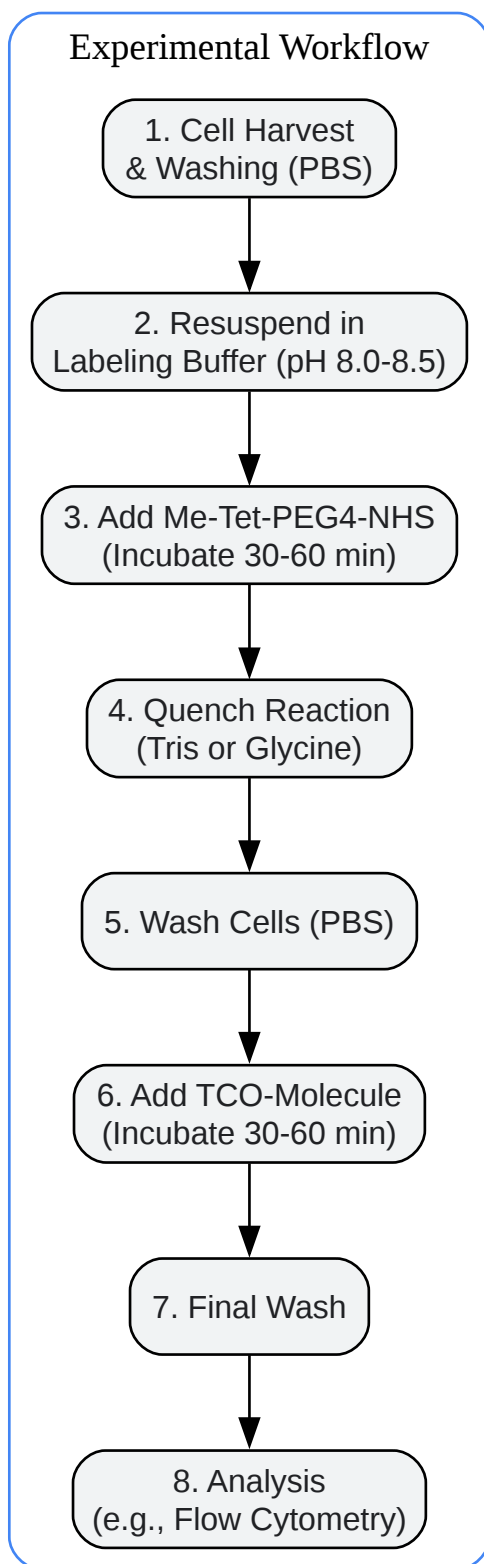 Experimental Workflow
1. Cell Harvest
& Washing (PBS)
2. Resuspend in
Labeling Buffer (pH 8.0-8.5)
3. Add Me-Tet-PEG4-NHS
(Incubate 30-60 min)
4. Quench Reaction
(Tris or Glycine)
5. Wash Cells (PBS)
6. Add TCO-Molecule
(Incubate 30-60 min)
7. Final Wash
8. Analysis
(e.g., Flow Cytometry)